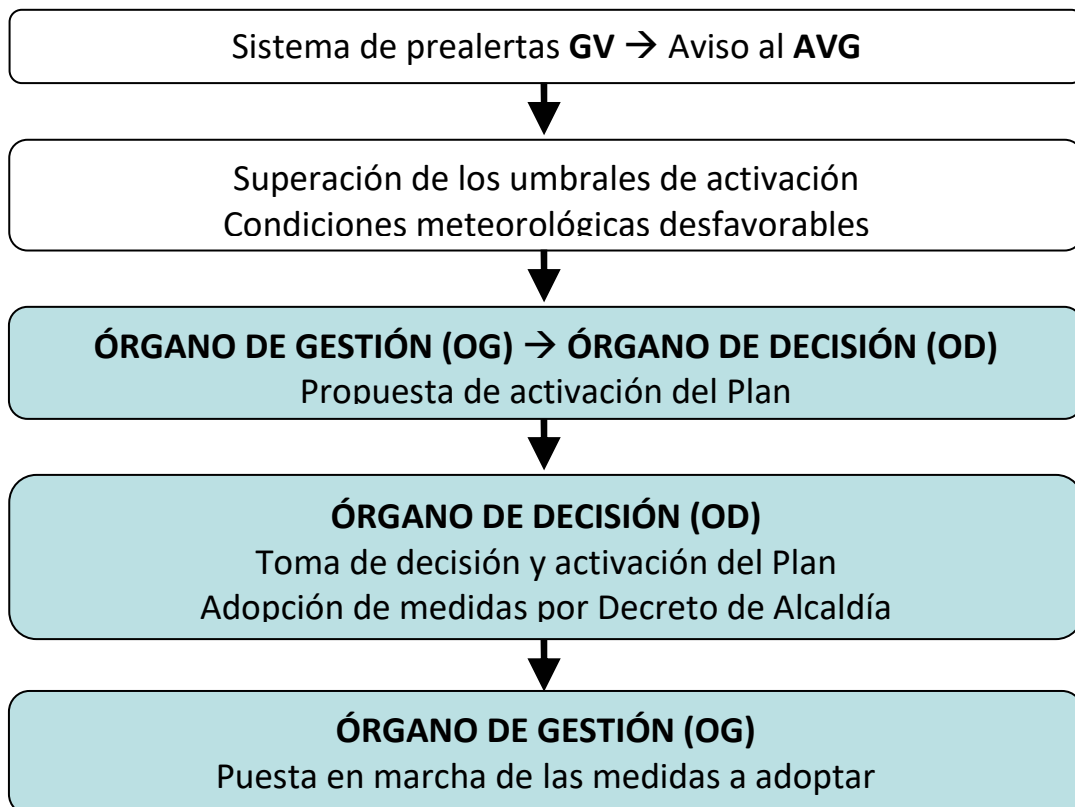 Sistema de prealertas GV → Aviso al AVG
Superación de los umbrales de activación
Condiciones meteorológicas desfavorables
ÓRGANO DE GESTIÓN (OG) → ÓRGANO DE DECISIÓN (OD)
Propuesta de activación del Plan
ÓRGANO DE DECISIÓN (OD)
Toma de decisión y activación del Plan
Adopción de medidas por Decreto de Alcaldía
ÓRGANO DE GESTIÓN (OG)
Puesta en marcha de las medidas a adoptar